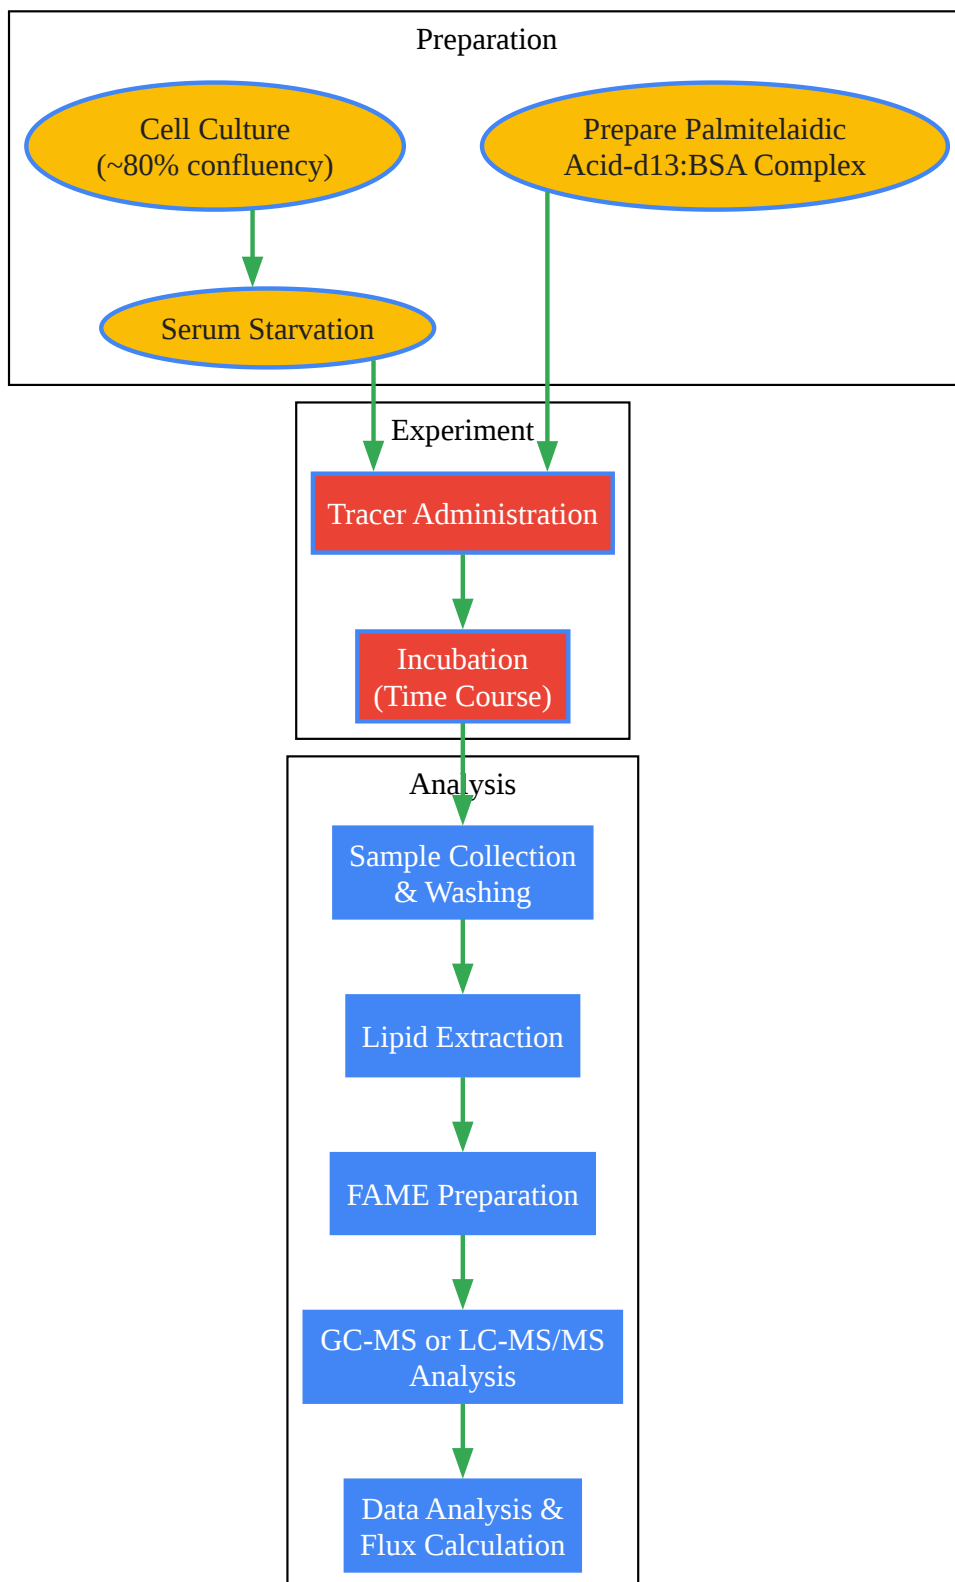 Preparation
Cell Culture
(~80% confluency)
Prepare Palmitelaidic
Acid-d13:BSA Complex
Serum Starvation
Experiment
Tracer Administration
Incubation
(Time Course)
Analysis
Sample Collection
& Washing
Lipid Extraction
FAME Preparation
GC-MS or LC-MS/MS
Analysis
Data Analysis &
Flux Calculation